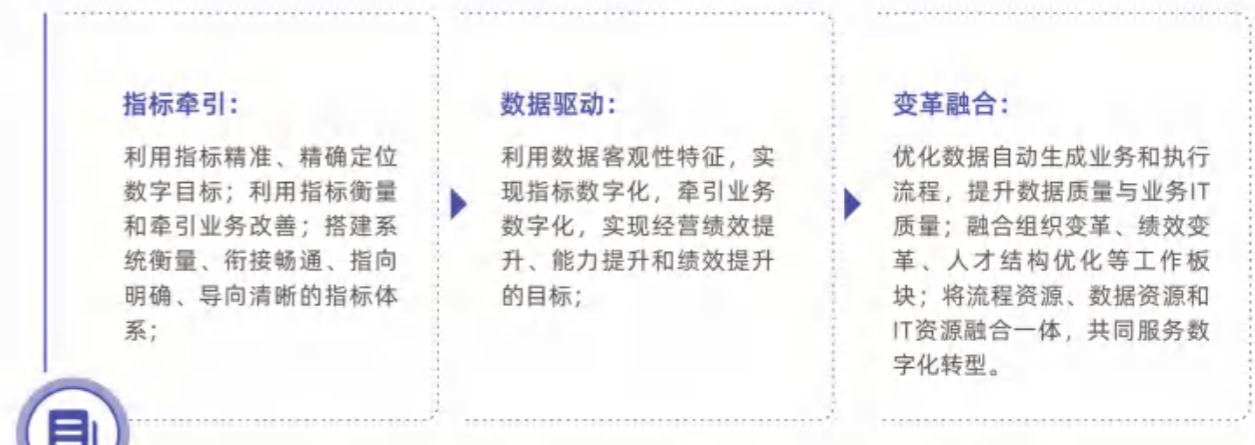 指标牵引：
利用指标精准、精确定位
数字目标；利用指标衡量
和牵引业务改善；搭建系
统衡量、衔接畅通、指向
明确、导向清晰的指标体
系；
数据驱动：
利用数据客观性特征，实
现指标数字化，牵引业务
数字化，实现经营绩效提
升、能力提升和绩效提升
的目标；
变革融合：
优化数据自动生成业务和执行
流程，提升数据质量与业务IT
质量；融合组织变革、绩效变
革、人才结构优化等工作板
块；将流程资源、数据资源和
IT资源融合一体，共同服务数
字化转型。